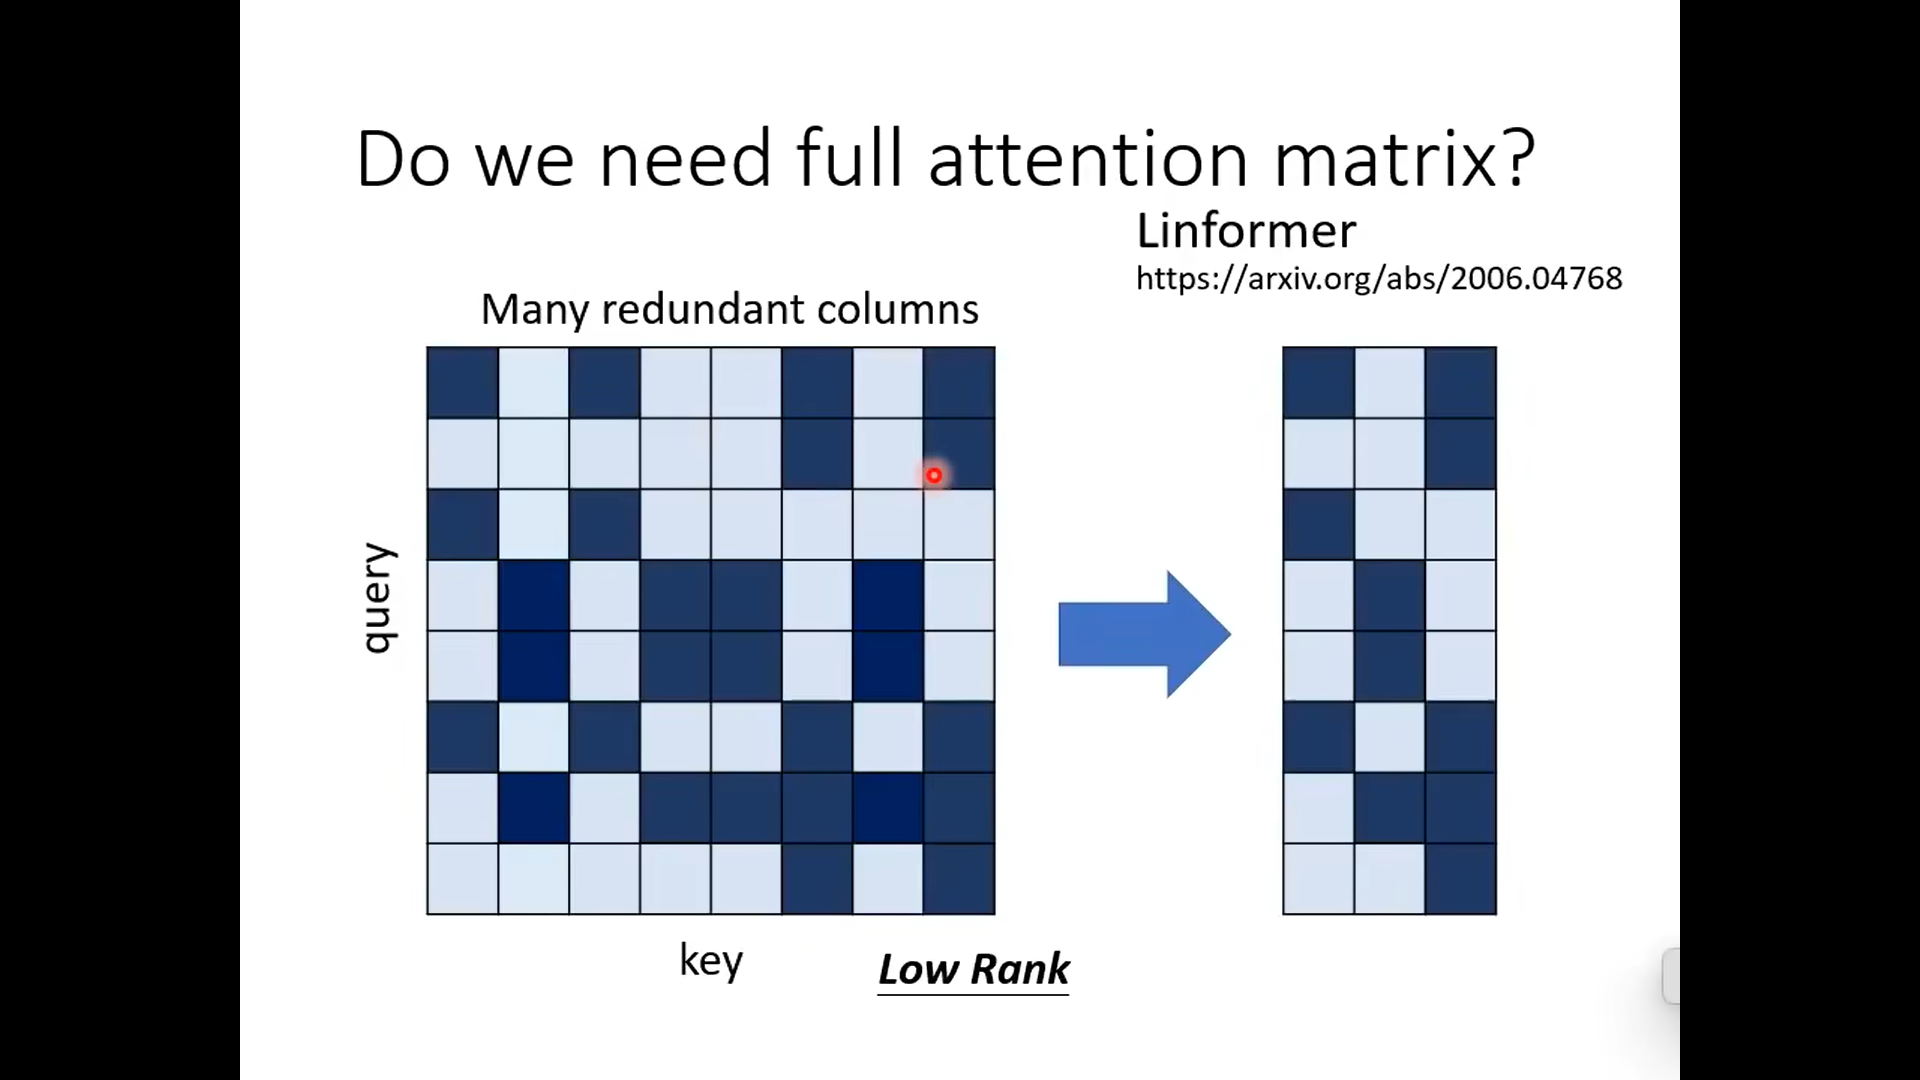 Do we need full attention matrix?
Linformer
https://arxiv.org/abs/2006.04768
Many redundant columns
query
key
Low Rank